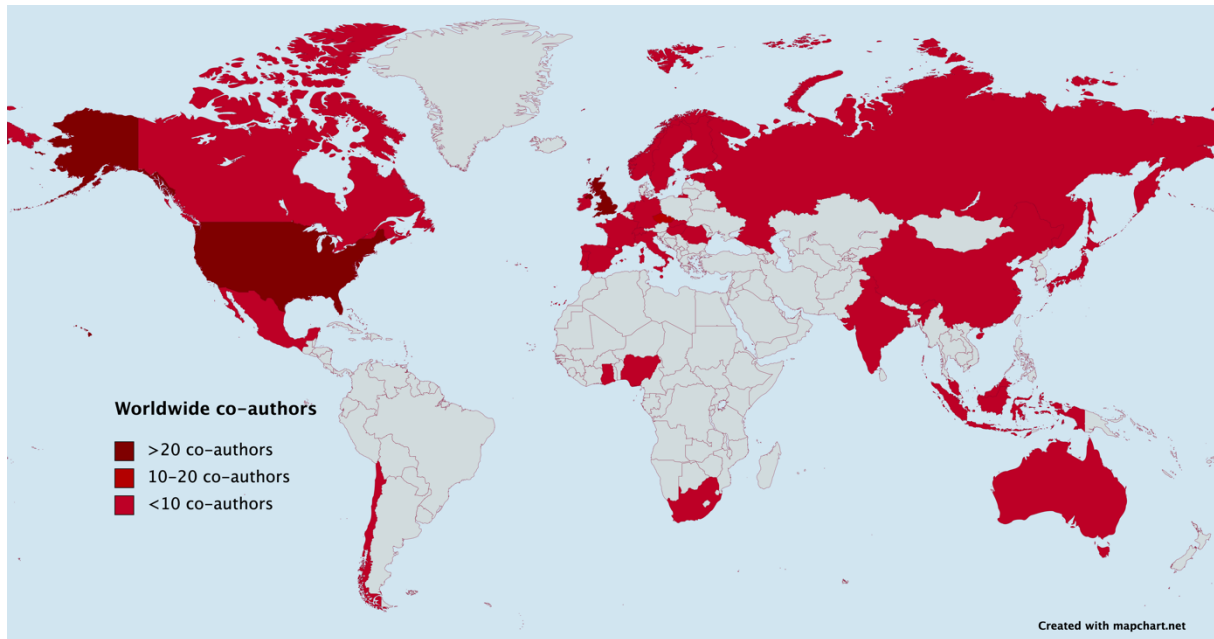 Worldwide co-authors
>20 co-authors
10-20 co-authors
<10 co-authors
Created with mapchart.net